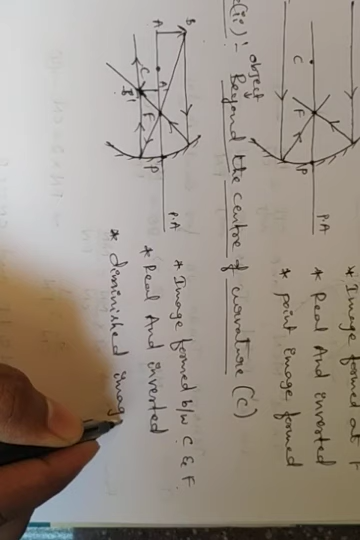 C
F
P
P.A
* Image formed at F
* Real And inverted
* point image formed
(ii):- object Beyond the centre of curvature (C)
A
B
C
A'
B'
F
P
P.A
* Image formed b/w C & F.
* Real And inverted
* diminished imag